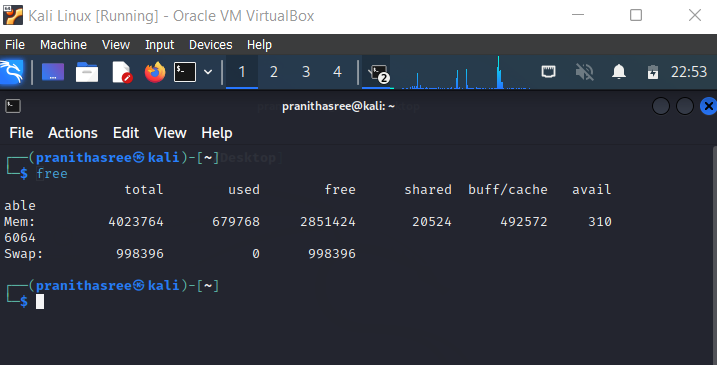 Kali Linux [Running] - Oracle VM VirtualBox
File Machine View Input Devices Help
1 2 3 4 2 22:53
pranithasree@kali: ~
File Actions Edit View Help
┌──(pranithasree㉿kali)-[~]Desktop]
└─$ free
total used free shared buff/cache avail
able
Mem: 4023764 679768 2851424 20524 492572 310
6064
Swap: 998396 0 998396
┌──(pranithasree㉿kali)-[~]
└─$